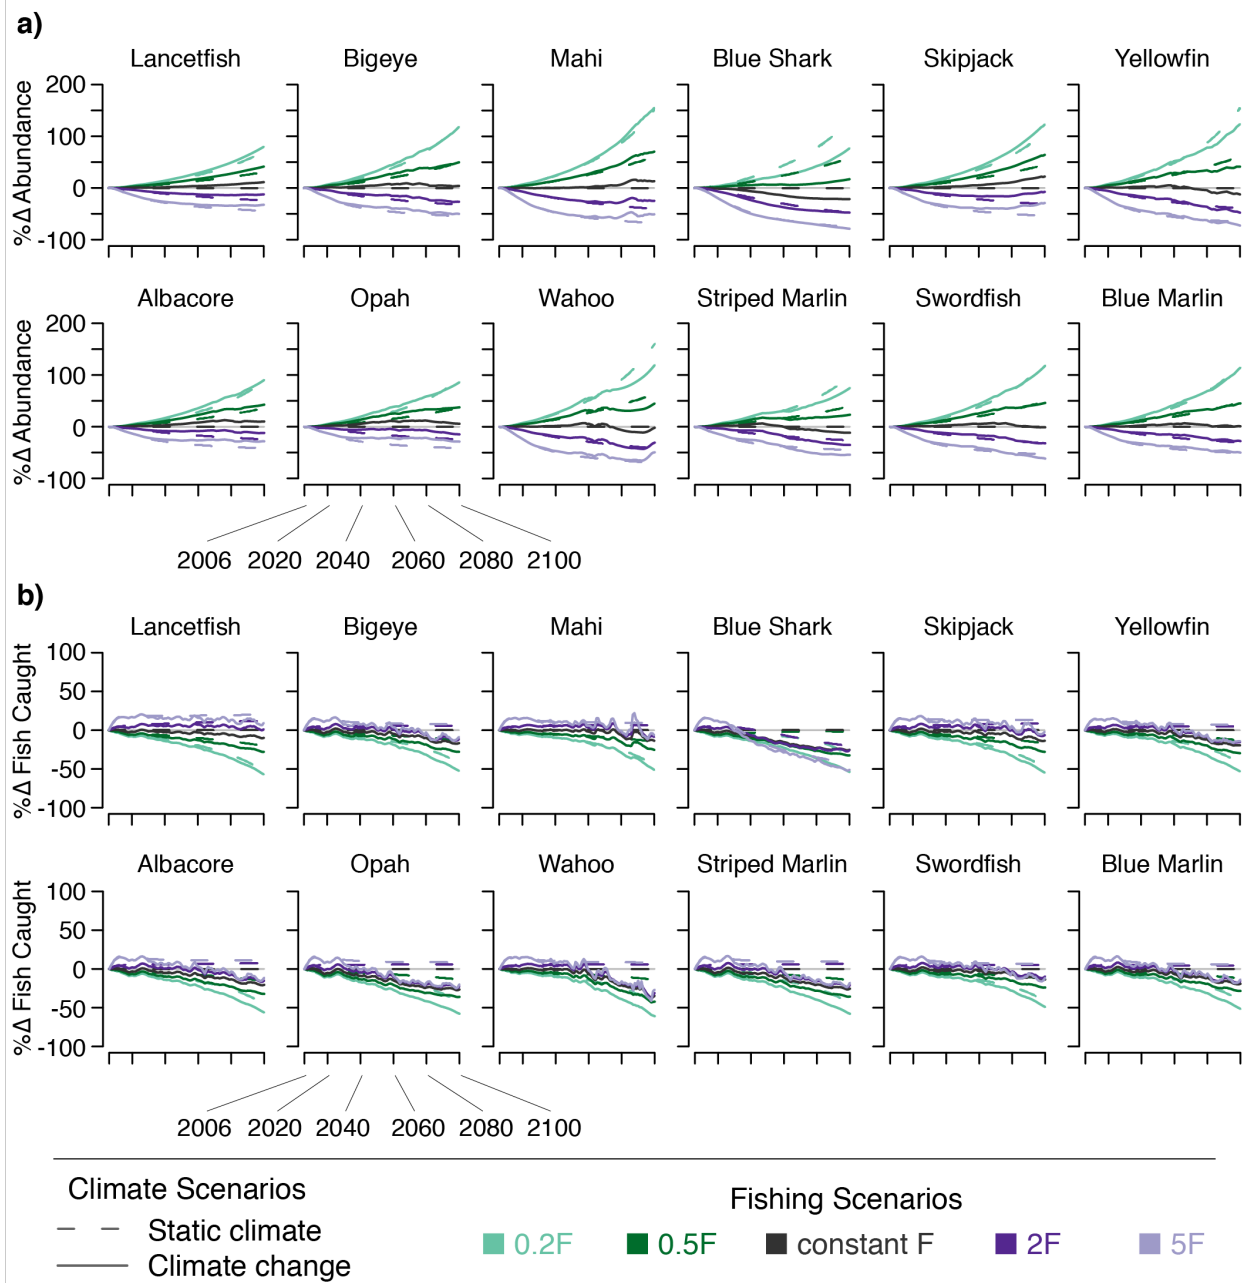 a)
Lancetfish Bigeye Mahi Blue Shark Skipjack Yellowfin
%Δ Abundance
200
100
0
-100
Albacore Opah Wahoo Striped Marlin Swordfish Blue Marlin
%Δ Abundance
200
100
0
-100
2006 2020 2040 2060 2080 2100
b)
Lancetfish Bigeye Mahi Blue Shark Skipjack Yellowfin
%Δ Fish Caught
100
50
0
-50
-100
Albacore Opah Wahoo Striped Marlin Swordfish Blue Marlin
%Δ Fish Caught
100
50
0
-50
-100
2006 2020 2040 2060 2080 2100
Climate Scenarios
Static climate
Climate change
Fishing Scenarios
0.2F 0.5F constant F 2F 5F